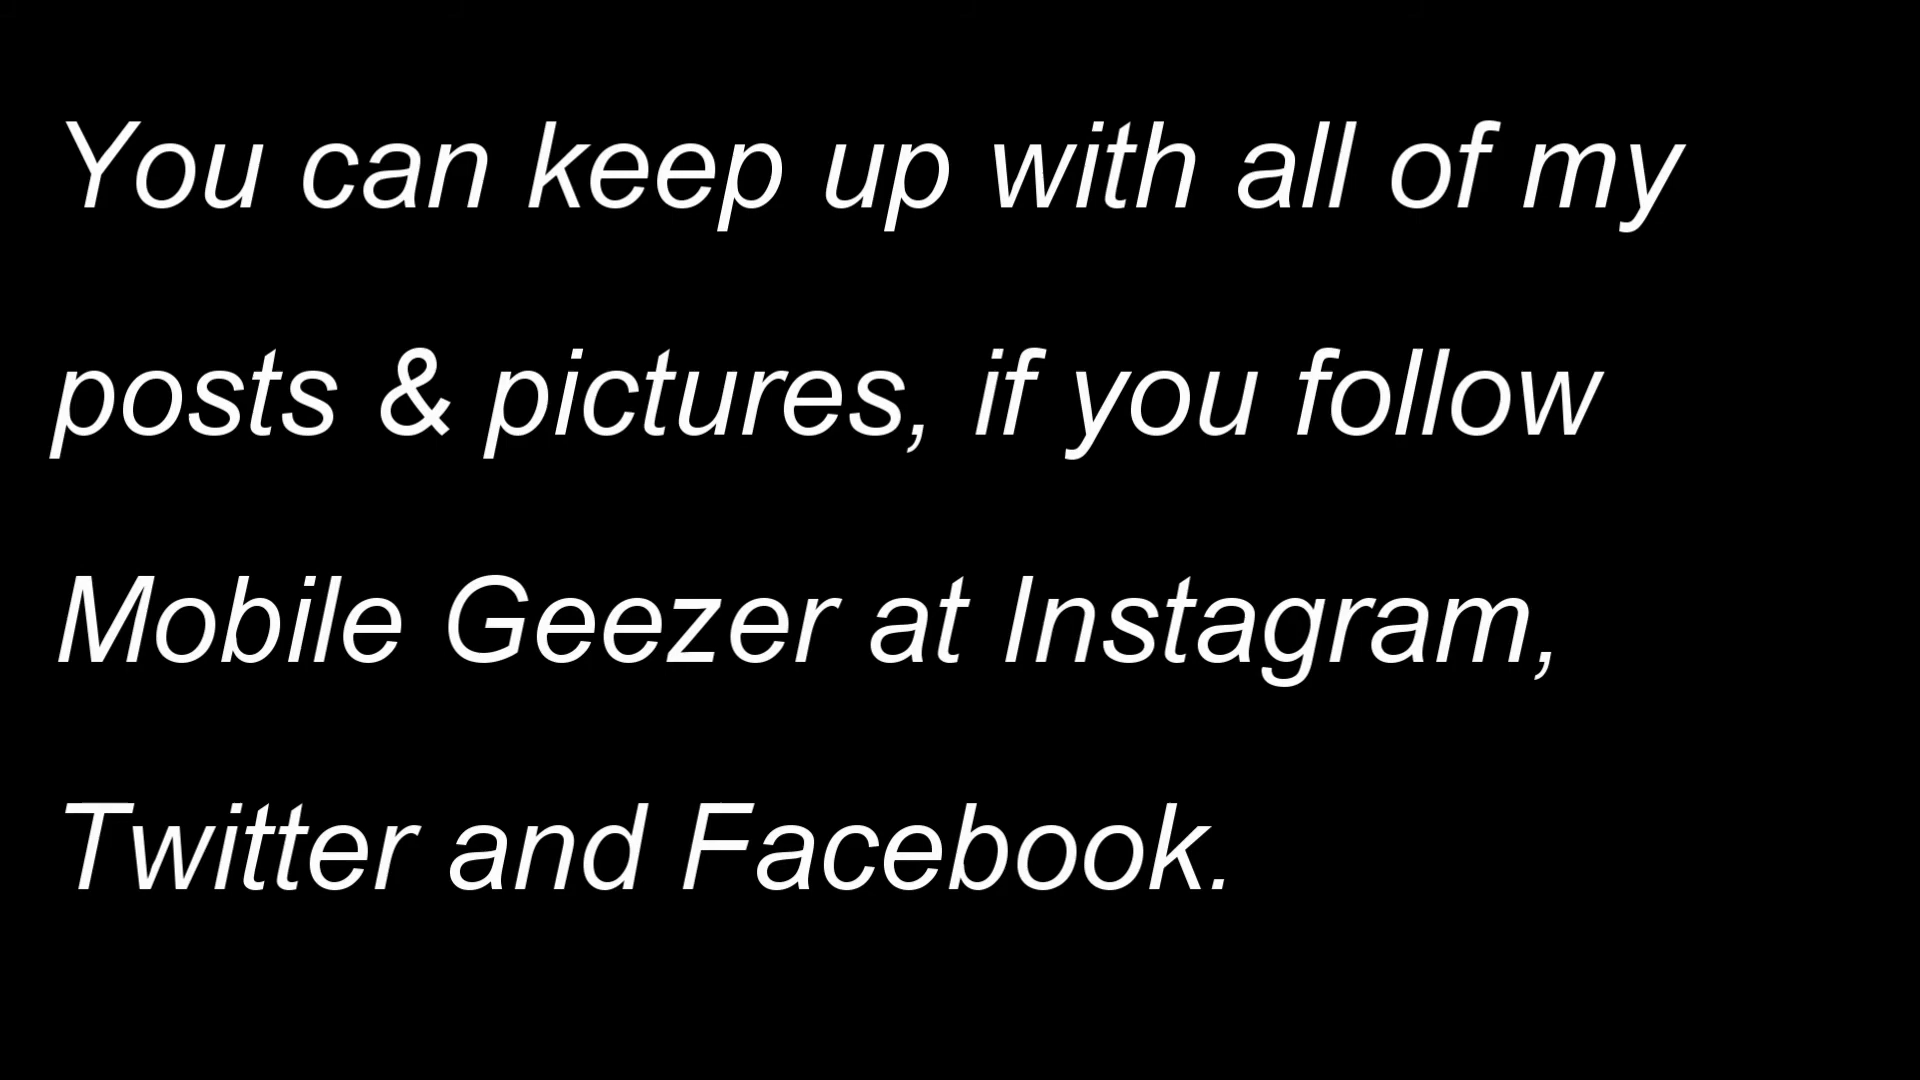 You can keep up with all of my
posts & pictures, if you follow
Mobile Geezer at Instagram,
Twitter and Facebook.